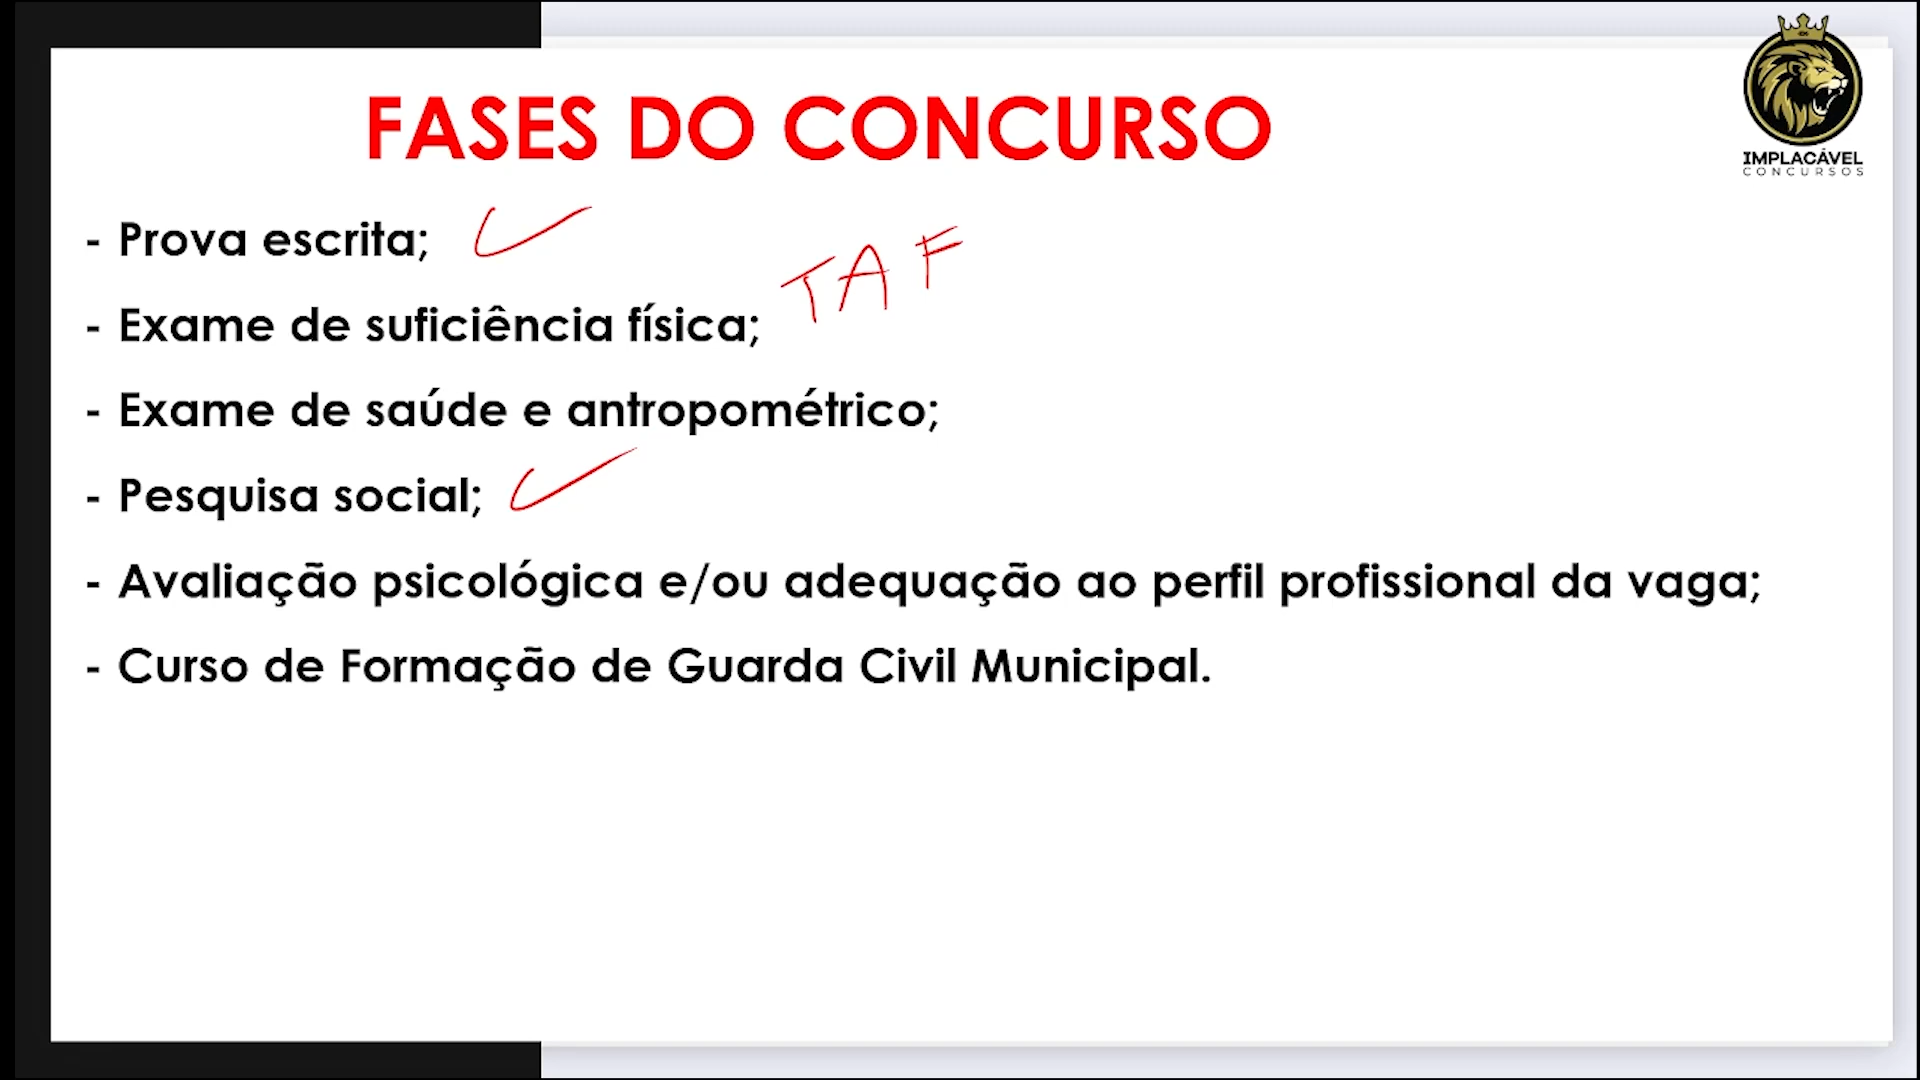 FASES DO CONCURSO
IMPLACÁVEL
CONCURSOS
- Prova escrita;
TAF
- Exame de suficiência física;
- Exame de saúde e antropométrico;
- Pesquisa social;
- Avaliação psicológica e/ou adequação ao perfil profissional da vaga;
- Curso de Formação de Guarda Civil Municipal.